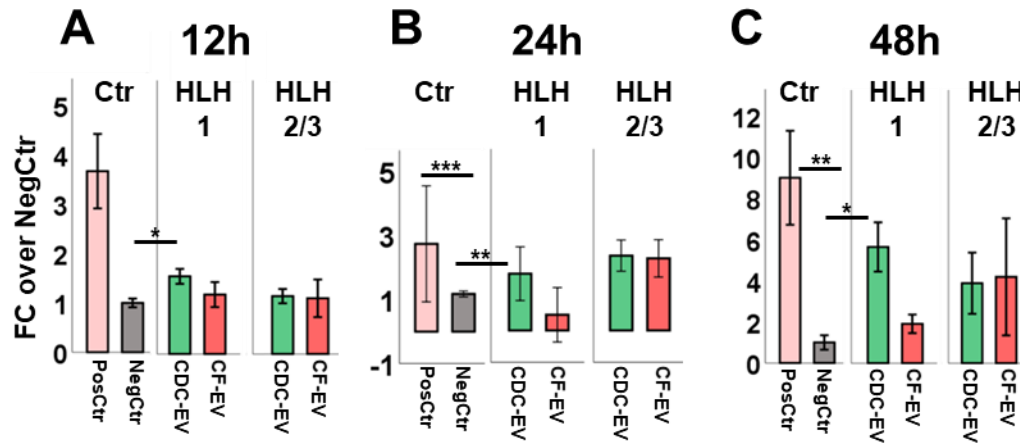 A 12h
Ctr
HLH
1
HLH
2/3
FC over NegCtr
5
4
3
2
1
0
*
PosCtr
NegCtr
CDC-EV
CF-EV
CDC-EV
CF-EV
B 24h
Ctr
HLH
1
HLH
2/3
5
3
1
-1
***
**
PosCtr
NegCtr
CDC-EV
CF-EV
CDC-EV
CF-EV
C 48h
Ctr
HLH
1
HLH
2/3
12
10
8
6
4
2
0
**
*
PosCtr
NegCtr
CDC-EV
CF-EV
CDC-EV
CF-EV